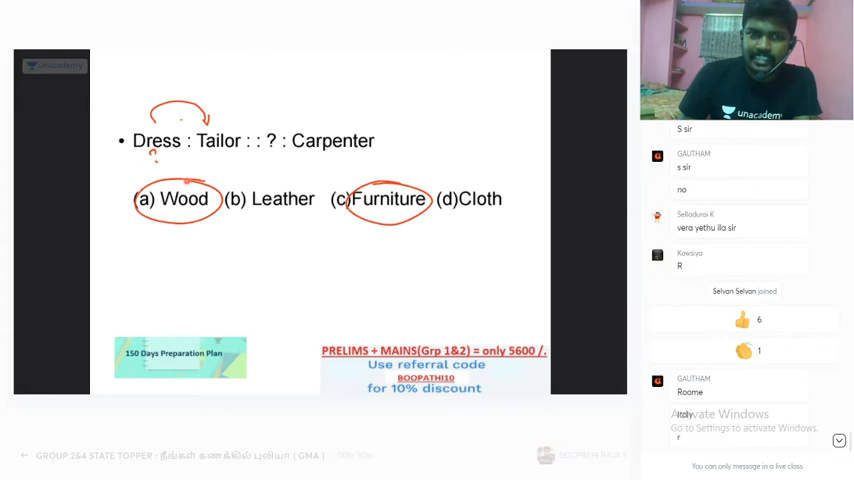 unacademy
• Dress : Tailor : : ? : Carpenter
?
(a) Wood (b) Leather (c)Furniture (d)Cloth
150 Days Preparation Plan
PRELIMS + MAINS(Grp 1&2) = only 5600 /.
Use referral code
BOOPATHI10
for 10% discount
GROUP 2&4 STATE TOPPER : நீங்கள் கணக்கில் புலியா ( GMA )
BOOPATHI RAJA S
unacademy
S sir
GAUTHAM
s sir
no
Selladurai K
vera yethu illa sir
Kowsiya
R
Selvan Selvan joined
6
1
G GAUTHAM
Roome
Italy
r
Activate Windows
Go to Settings to activate Windows.
You can only message in a live class